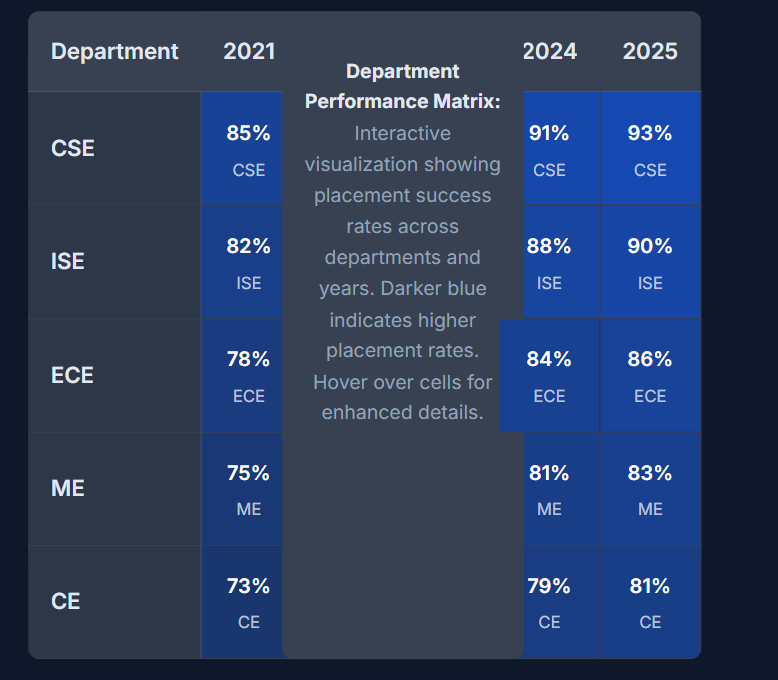 Department 2021 2024 2025
Department
Performance Matrix:
Interactive
visualization showing
placement success
rates across
departments and
years. Darker blue
indicates higher
placement rates.
Hover over cells for
enhanced details.
CSE 85% 91% 93%
CSE CSE CSE
ISE 82% 88% 90%
ISE ISE ISE
ECE 78% 84% 86%
ECE ECE ECE
ME 75% 81% 83%
ME ME ME
CE 73% 79% 81%
CE CE CE